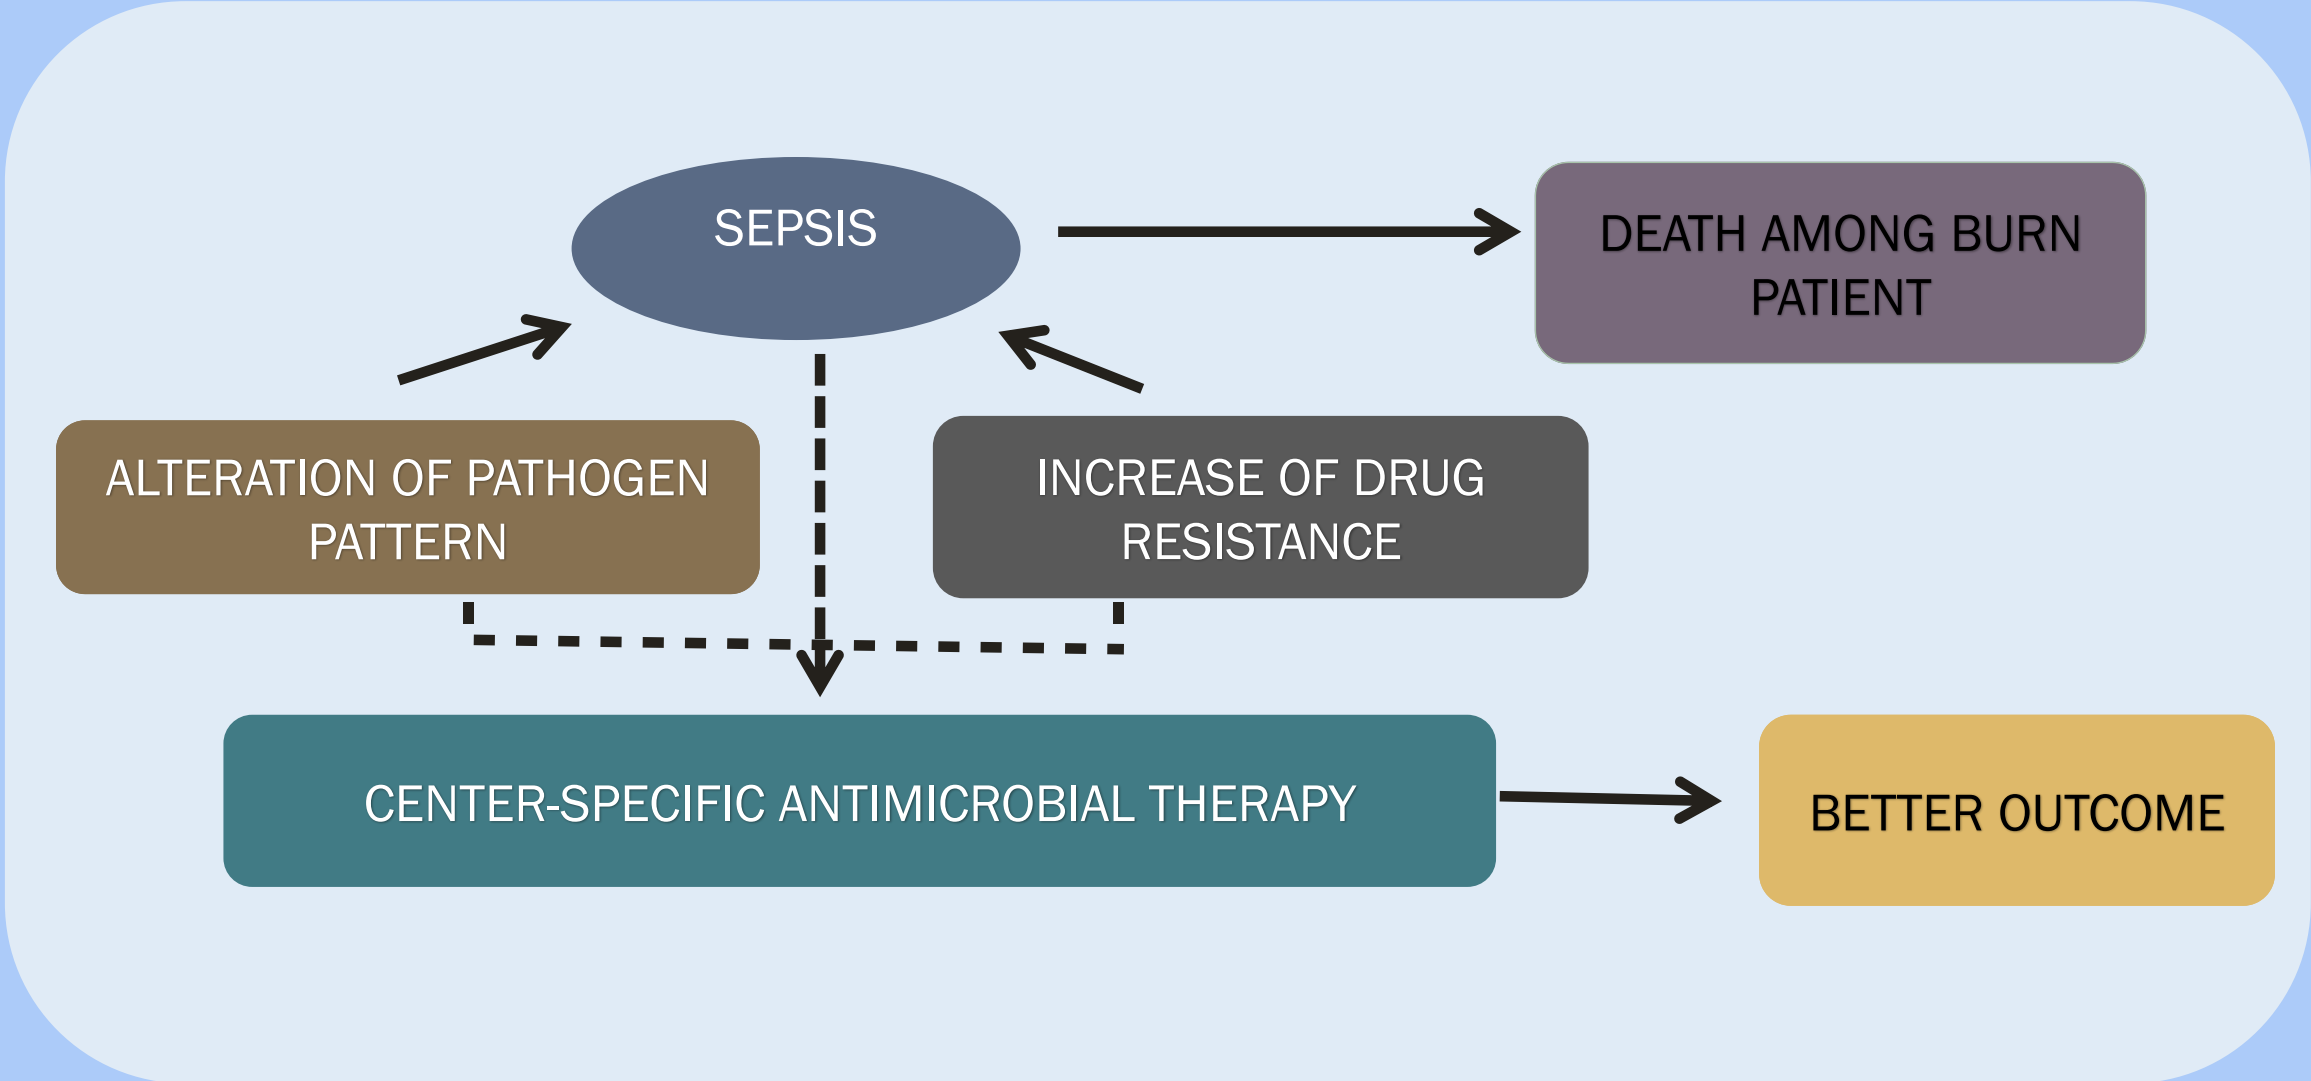 SEPSIS
DEATH AMONG BURN
PATIENT
ALTERATION OF PATHOGEN
PATTERN
INCREASE OF DRUG
RESISTANCE
CENTER-SPECIFIC ANTIMICROBIAL THERAPY
BETTER OUTCOME